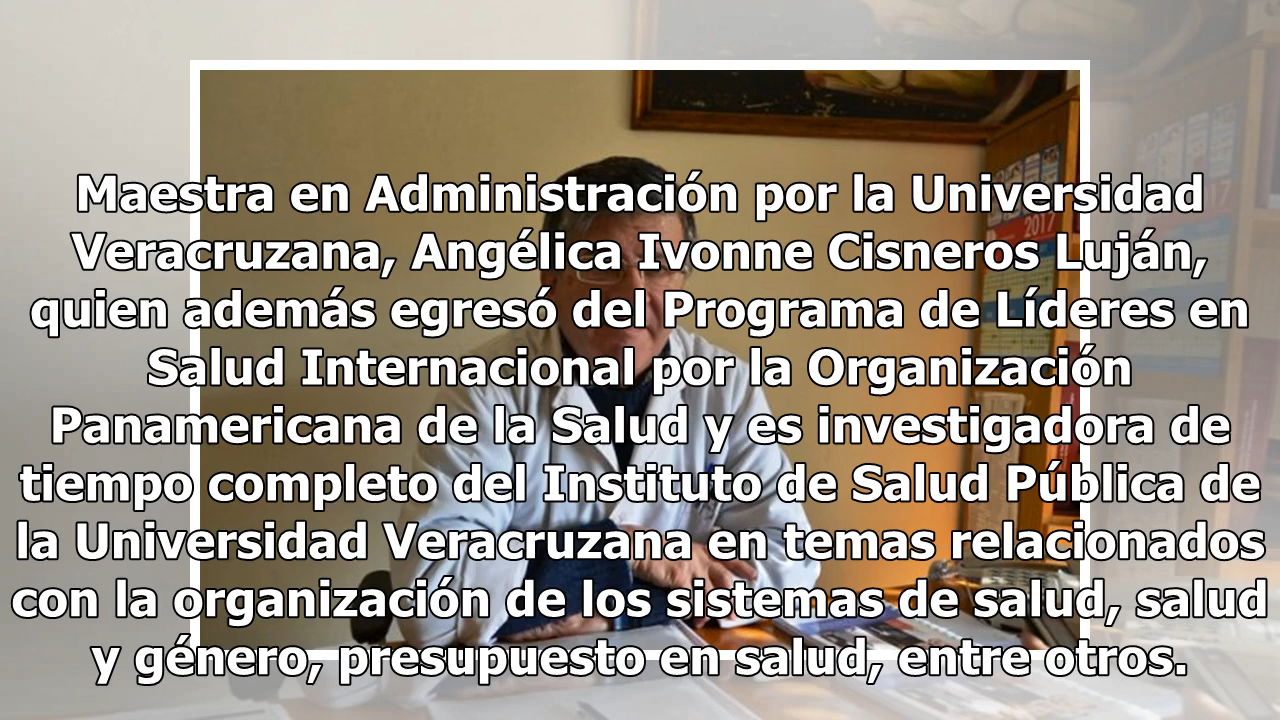 2017
Maestra en Administración por la Universidad
Veracruzana, Angélica Ivonne Cisneros Luján,
quien además egresó del Programa de Líderes en
Salud Internacional por la Organización
Panamericana de la Salud y es investigadora de
tiempo completo del Instituto de Salud Pública de
la Universidad Veracruzana en temas relacionados
con la organización de los sistemas de salud, salud
y género, presupuesto en salud, entre otros.